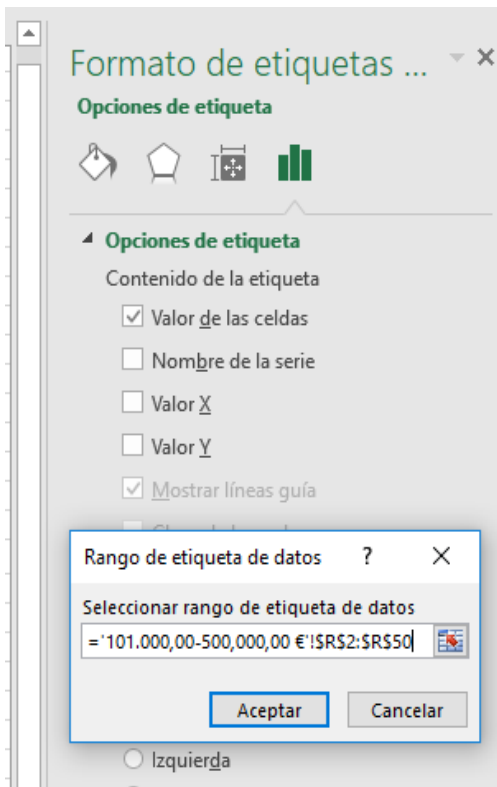 Formato de etiquetas ...
Opciones de etiqueta
Opciones de etiqueta
Contenido de la etiqueta
Valor de las celdas
Nombre de la serie
Valor X
Valor Y
Mostrar líneas guía
Rango de etiqueta de datos ?
Seleccionar rango de etiqueta de datos
='101.000,00-500,000,00 €'!$R$2:$R$50
Aceptar Cancelar
Izquierda